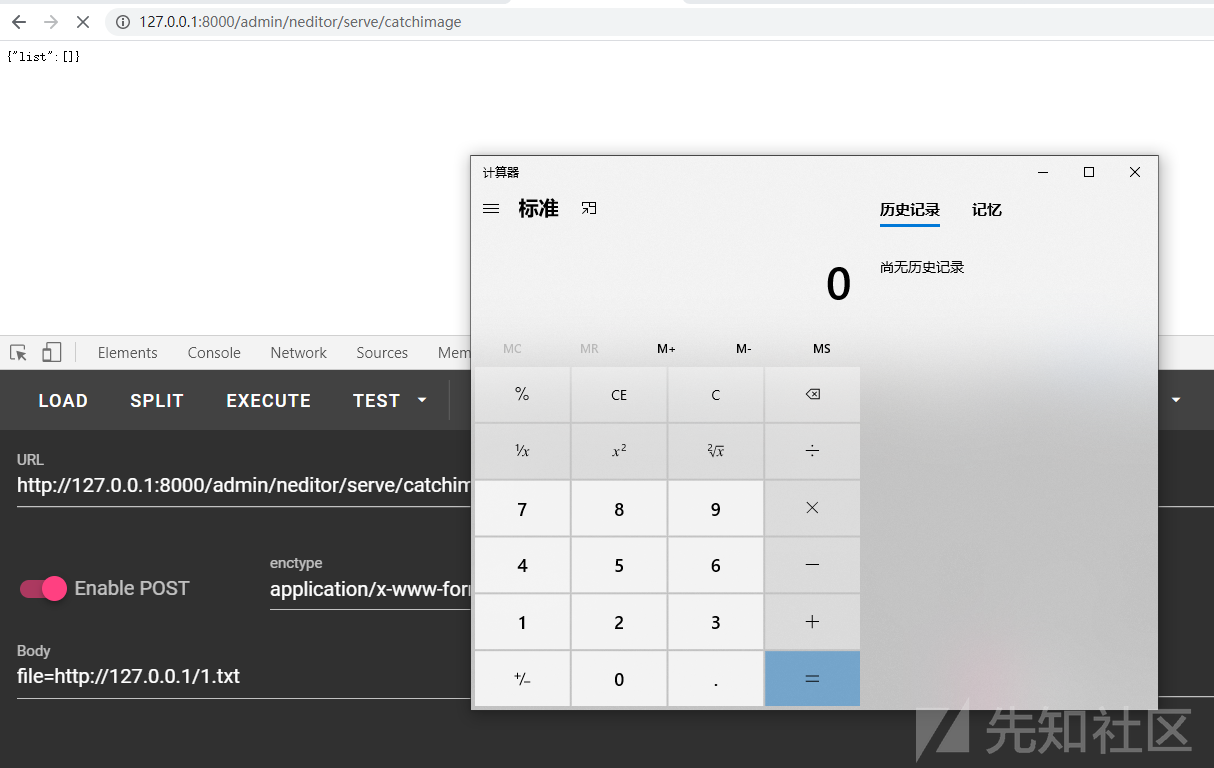 127.0.0.1:8000/admin/neditor/serve/catchimage
{"list": []}
计算器
标准
历史记录 记忆
0
尚无历史记录
Elements Console Network Sources Mem
MC MR M+ M- MS
LOAD SPLIT EXECUTE TEST
% CE C
¹⁄x x² ²√x ÷
URL
http://127.0.0.1:8000/admin/neditor/serve/catchim
7 8 9 ×
4 5 6 −
enctype
Enable POST application/x-www-for
1 2 3 +
Body
file=http://127.0.0.1/1.txt
+/− 0 . =
先知社区